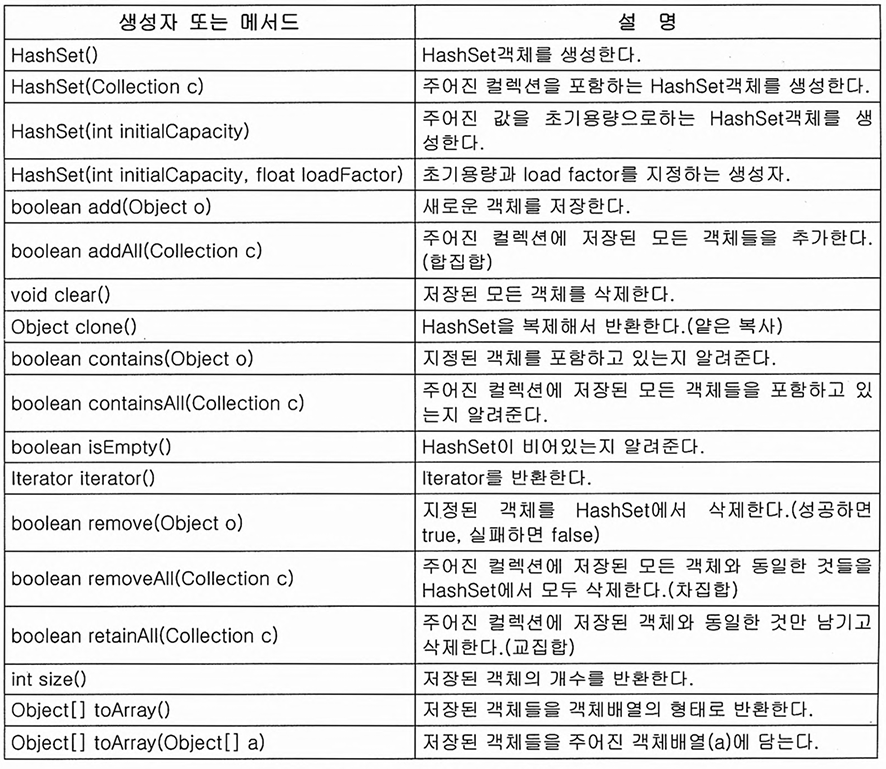 생성자 또는 메서드 설 명
HashSet() HashSet객체를 생성한다.
HashSet(Collection c) 주어진 컬렉션을 포함하는 HashSet객체를 생성한다.
HashSet(int initialCapacity) 주어진 값을 초기용량으로하는 HashSet객체를 생
성한다.
HashSet(int initialCapacity, float loadFactor) 초기용량과 load factor를 지정하는 생성자.
boolean add(Object o) 새로운 객체를 저장한다.
boolean addAll(Collection c) 주어진 컬렉션에 저장된 모든 객체들을 추가한다.
(합집합)
void clear() 저장된 모든 객체를 삭제한다.
Object clone() HashSet을 복제해서 반환한다.(얕은 복사)
boolean contains(Object o) 지정된 객체를 포함하고 있는지 알려준다.
boolean containsAll(Collection c) 주어진 컬렉션에 저장된 모든 객체들을 포함하고 있
는지 알려준다.
boolean isEmpty() HashSet이 비어있는지 알려준다.
Iterator iterator() Iterator를 반환한다.
boolean remove(Object o) 지정된 객체를 HashSet에서 삭제한다.(성공하면
true, 실패하면 false)
boolean removeAll(Collection c) 주어진 컬렉션에 저장된 모든 객체와 동일한 것들을
HashSet에서 모두 삭제한다.(차집합)
boolean retainAll(Collection c) 주어진 컬렉션에 저장된 객체와 동일한 것만 남기고
삭제한다.(교집합)
int size() 저장된 객체의 개수를 반환한다.
Object[] toArray() 저장된 객체들을 객체배열의 형태로 반환한다.
Object[] toArray(Object[] a) 저장된 객체들을 주어진 객체배열(a)에 담는다.